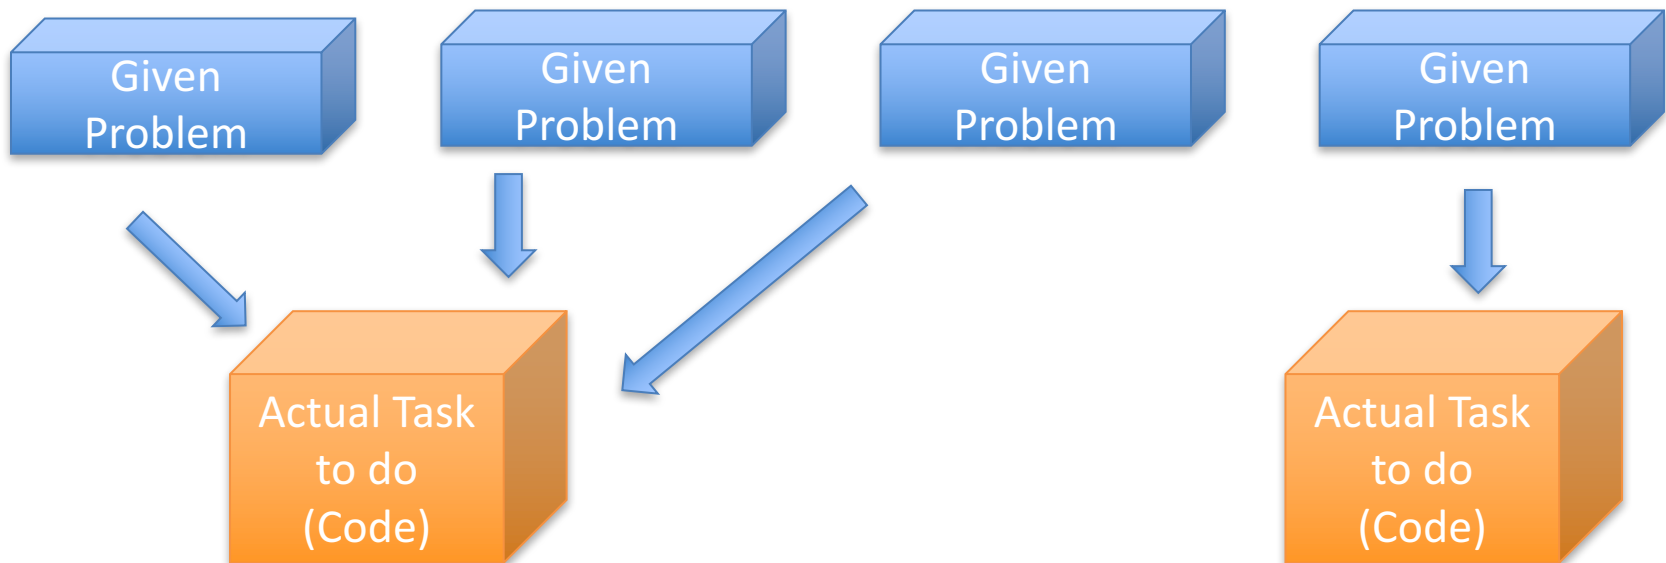 Given
Problem
Given
Problem
Given
Problem
Given
Problem
Actual Task
to do
(Code)
Actual Task
to do
(Code)